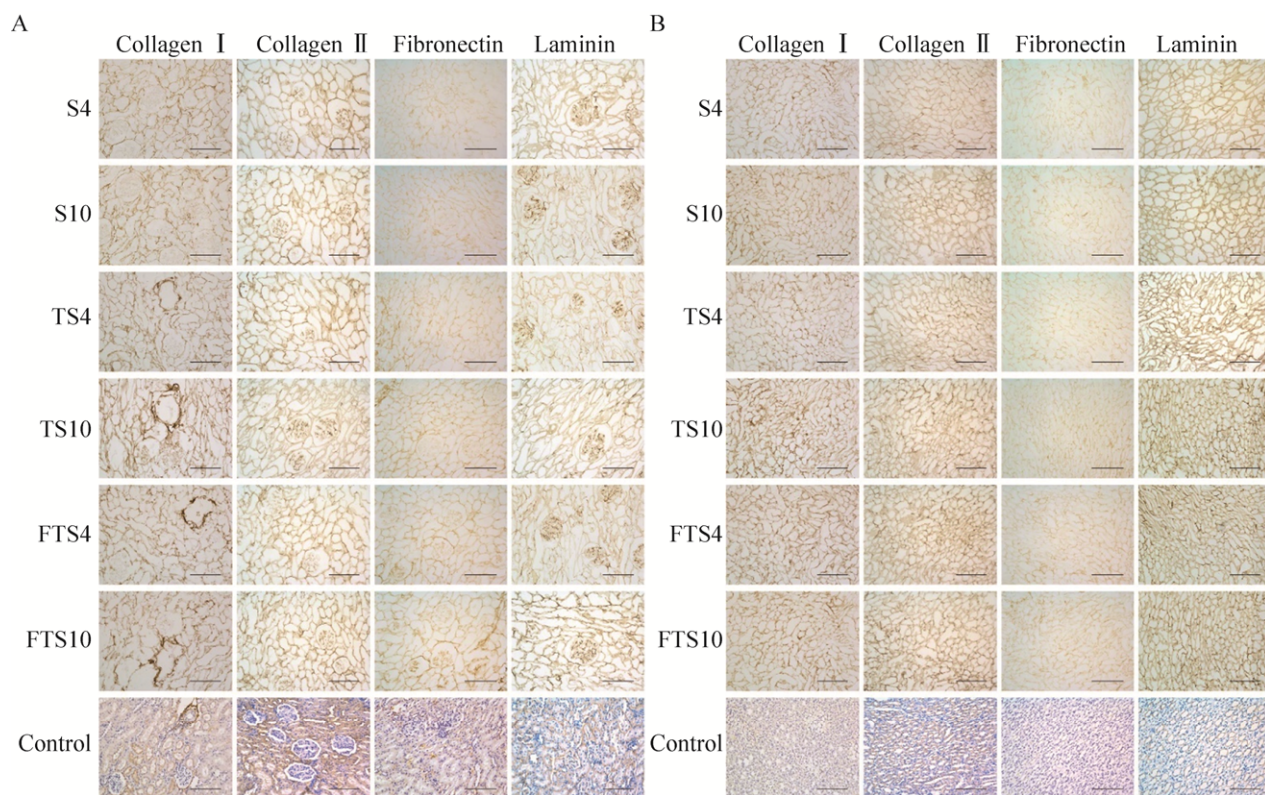 A
B
Collagen Ⅰ Collagen Ⅱ Fibronectin Laminin Collagen Ⅰ Collagen Ⅱ Fibronectin Laminin
S4 S4
S10 S10
TS4 TS4
TS10 TS10
FTS4 FTS4
FTS10 FTS10
Control Control